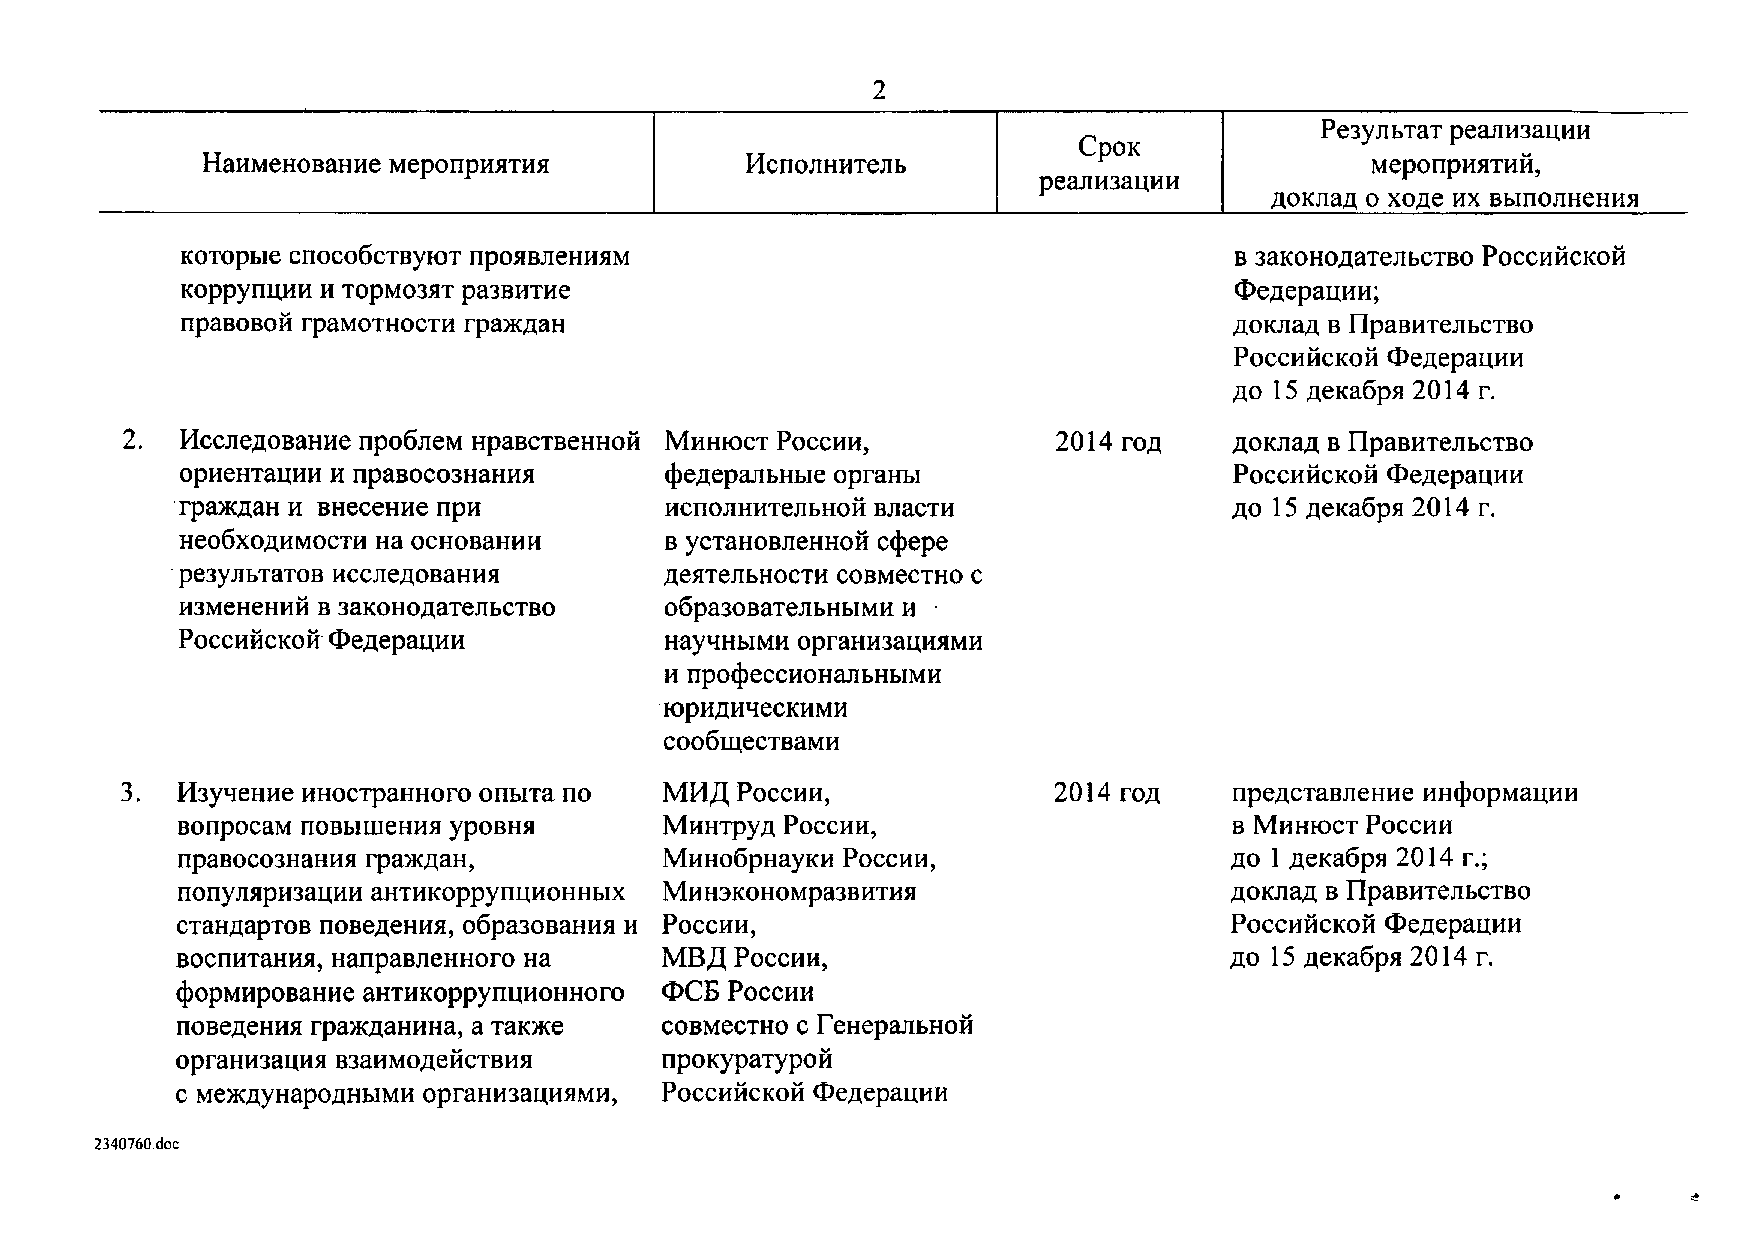 2
Наименование мероприятия
Исполнитель
Срок
реализации
Результат реализации
мероприятий,
доклад о ходе их выполнения
которые способствуют проявлениям
коррупции и тормозят развитие
правовой грамотности граждан
в законодательство Российской
Федерации;
доклад в Правительство
Российской Федерации
до 15 декабря 2014 г.
2. Исследование проблем нравственной
ориентации и правосознания
граждан и внесение при
необходимости на основании
результатов исследования
изменений в законодательство
Российской Федерации
Минюст России,
федеральные органы
исполнительной власти
в установленной сфере
деятельности совместно с
образовательными и
научными организациями
и профессиональными
юридическими
сообществами
2014 год
доклад в Правительство
Российской Федерации
до 15 декабря 2014 г.
3. Изучение иностранного опыта по
вопросам повышения уровня
правосознания граждан,
популяризации антикоррупционных
стандартов поведения, образования и
воспитания, направленного на
формирование антикоррупционного
поведения гражданина, а также
организация взаимодействия
с международными организациями,
МИД России,
Минтруд России,
Минобрнауки России,
Минэкономразвития
России,
МВД России,
ФСБ России
совместно с Генеральной
прокуратурой
Российской Федерации
2014 год
представление информации
в Минюст России
до 1 декабря 2014 г.;
доклад в Правительство
Российской Федерации
до 15 декабря 2014 г.
2340760.doc